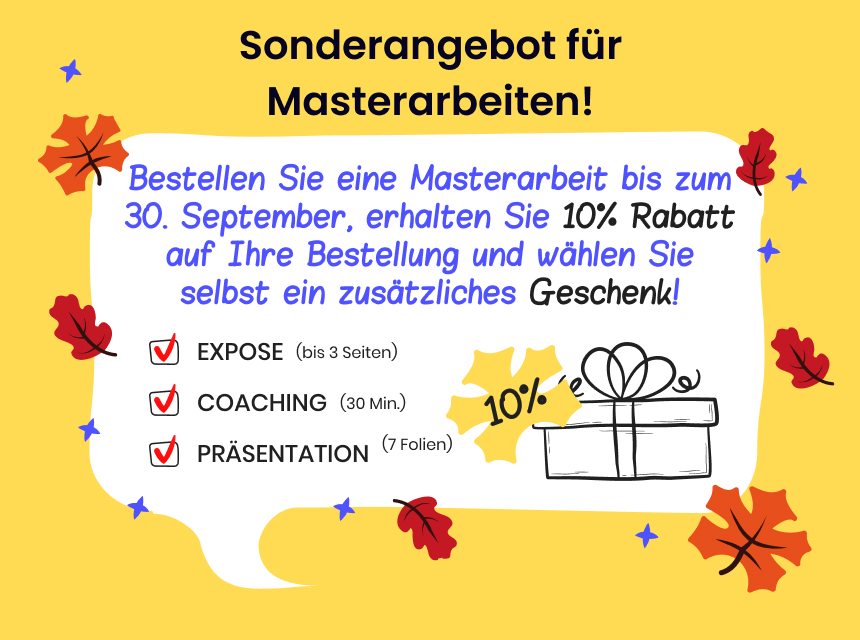 Sonderangebot für
Masterarbeiten!
Bestellen Sie eine Masterarbeit bis zum
30. September, erhalten Sie 10% Rabatt
auf Ihre Bestellung und wählen Sie
selbst ein zusätzliches Geschenk!
EXPOSE (bis 3 Seiten)
COACHING (30 Min.)
PRÄSENTATION (7 Folien)
10%